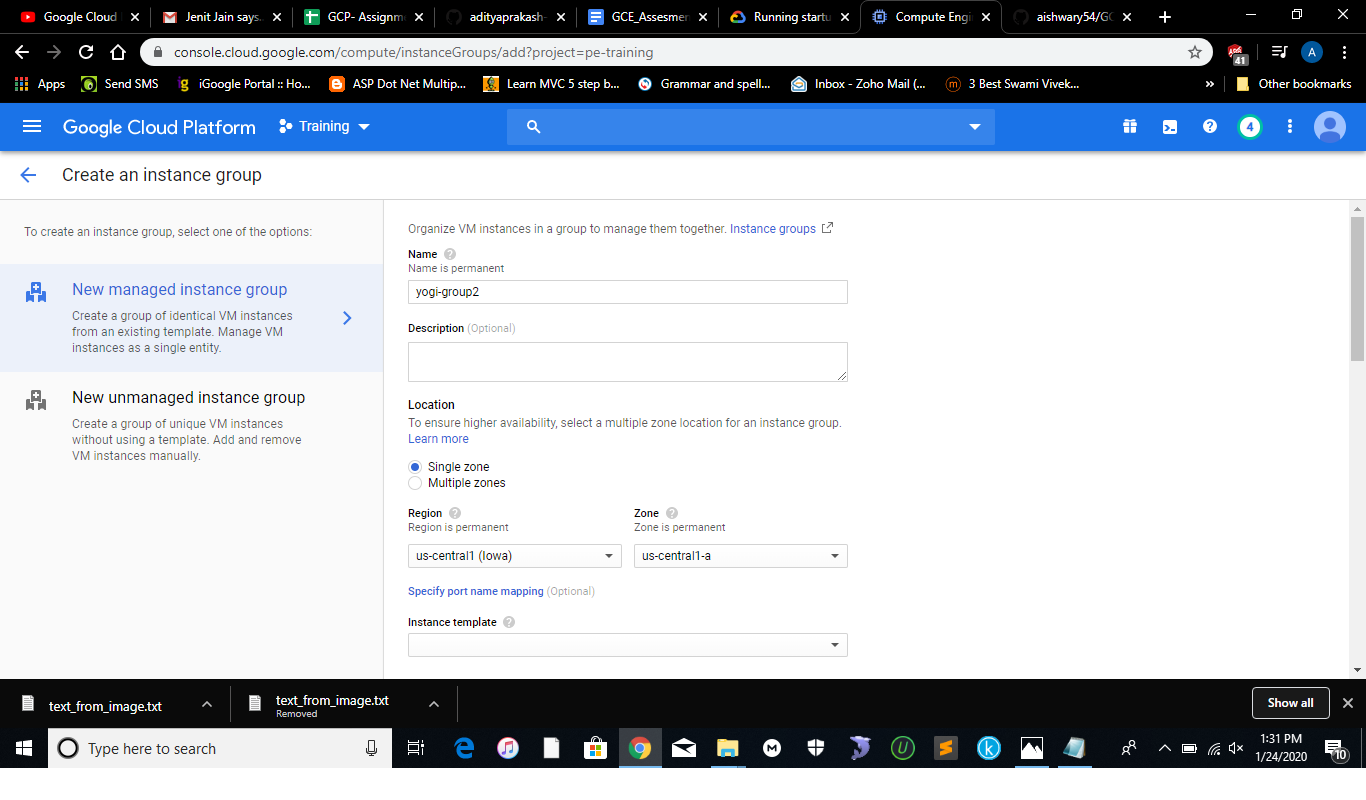 Google Cloud
Jenit Jain says.
GCP- Assignm
adityaprakash-
GCE_Assesmen
Running startu
Compute Engi
aishwary54/GC
console.cloud.google.com/compute/instanceGroups/add?project=pe-training
41
A
Apps
Send SMS
iGoogle Portal :: Ho...
ASP Dot Net Multip...
Learn MVC 5 step b...
Grammar and spell...
Inbox - Zoho Mail (...
3 Best Swami Vivek...
»
Other bookmarks
Google Cloud Platform
Training
4
Create an instance group
To create an instance group, select one of the options:
New managed instance group
Create a group of identical VM instances
from an existing template. Manage VM
instances as a single entity.
New unmanaged instance group
Create a group of unique VM instances
without using a template. Add and remove
VM instances manually.
Organize VM instances in a group to manage them together. Instance groups
Name
Name is permanent
yogi-group2
Description (Optional)
Location
To ensure higher availability, select a multiple zone location for an instance group.
Learn more
Single zone
Multiple zones
Region
Zone
Region is permanent
Zone is permanent
us-central1 (Iowa)
us-central1-a
Specify port name mapping (Optional)
Instance template
text_from_image.txt
text_from_image.txt
Removed
Show all
Type here to search
1:31 PM
1/24/2020
10